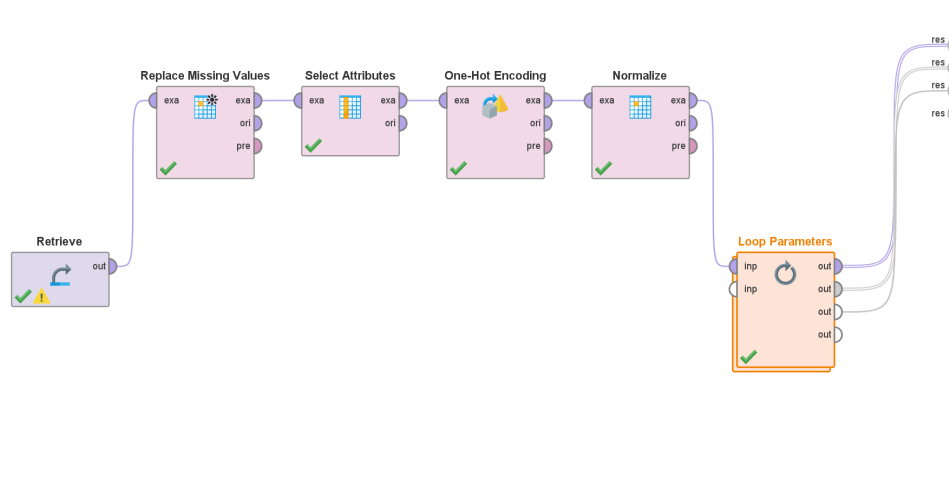 res
res
res
res
Replace Missing Values
Select Attributes
One-Hot Encoding
Normalize
exa exa
ori
pre
exa exa
ori
exa exa
ori
pre
exa exa
ori
pre
Retrieve
out
Loop Parameters
inp out
inp out
out
out